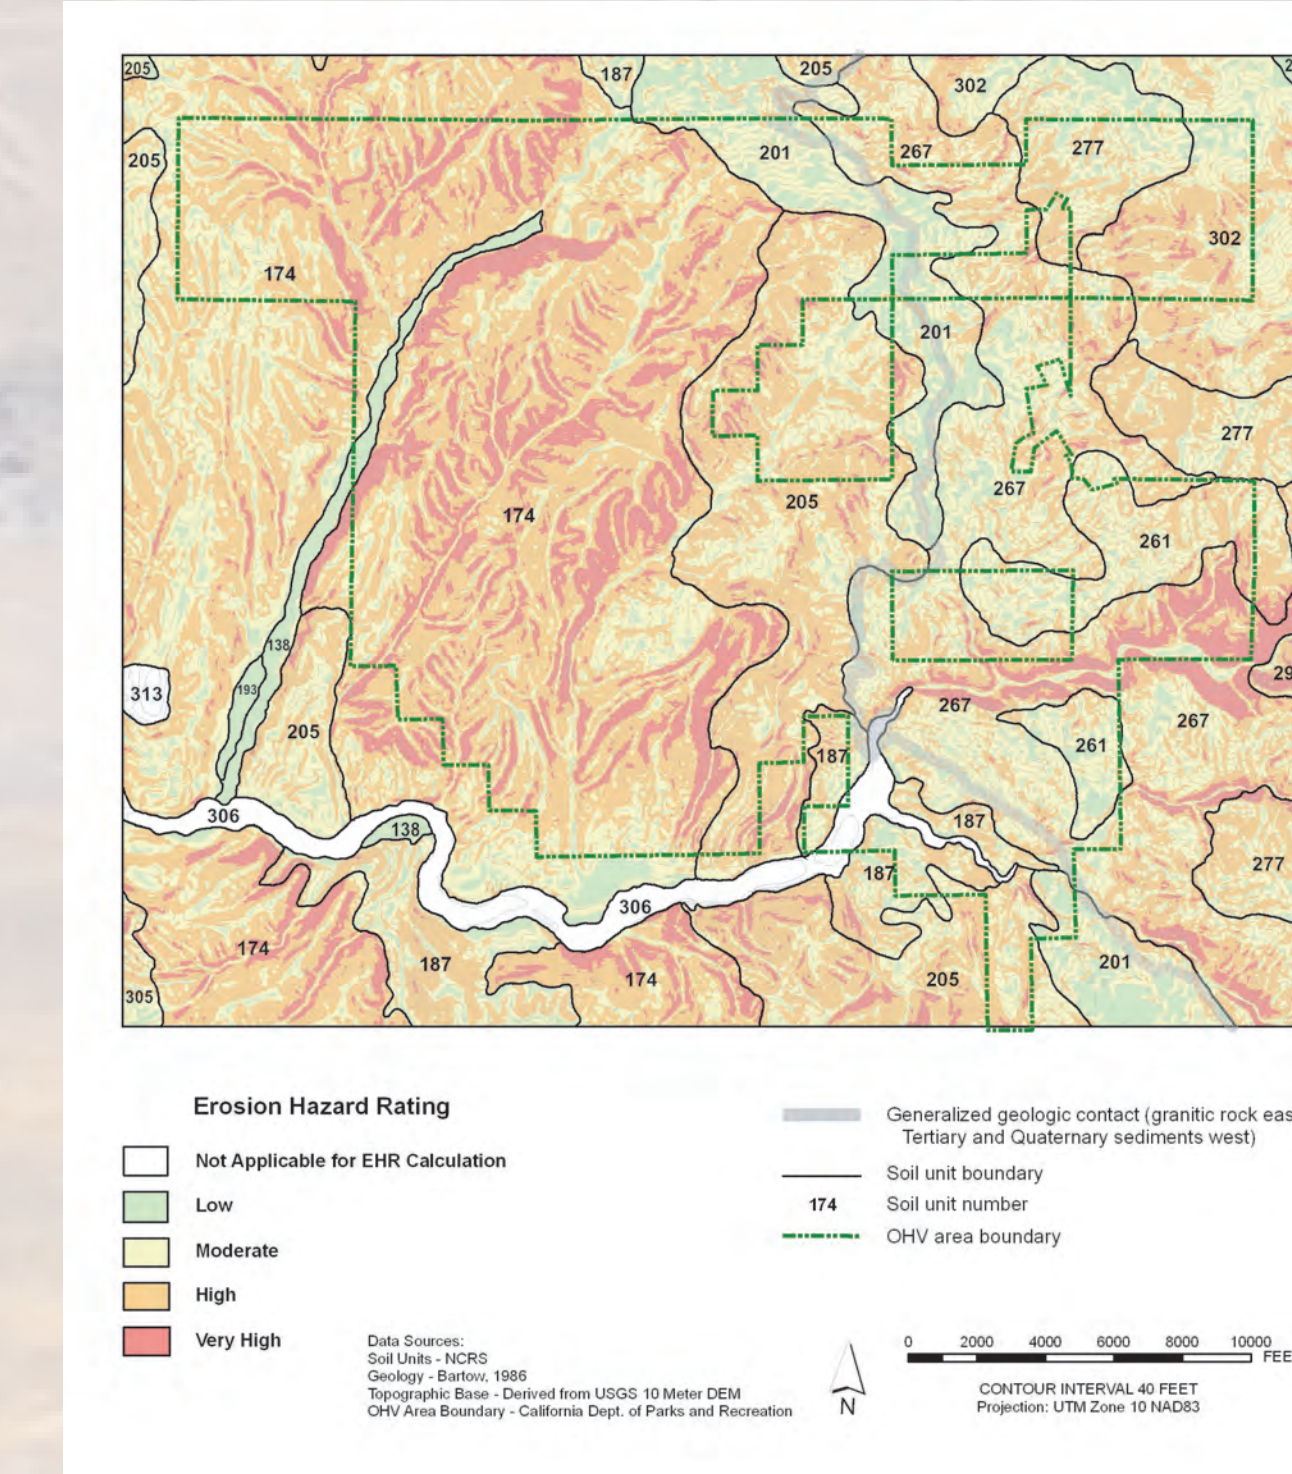 205
187
205
302
2
205
201
267
277
302
174
201
277
267
205
174
261
138
193
313
29
267
267
205
261
187
306
138
187
277
187
306
174
187
174
205
201
305
Erosion Hazard Rating
Not Applicable for EHR Calculation
Low
Moderate
High
Very High
Generalized geologic contact (granitic rock eas
Tertiary and Quaternary sediments west)
Soil unit boundary
174 Soil unit number
OHV area boundary
Data Sources:
Soil Units - NCRS
Geology - Bartow, 1986
Topographic Base - Derived from USGS 10 Meter DEM
OHV Area Boundary - California Dept. of Parks and Recreation
N
0 2000 4000 6000 8000 10000
FEE
CONTOUR INTERVAL 40 FEET
Projection: UTM Zone 10 NAD83